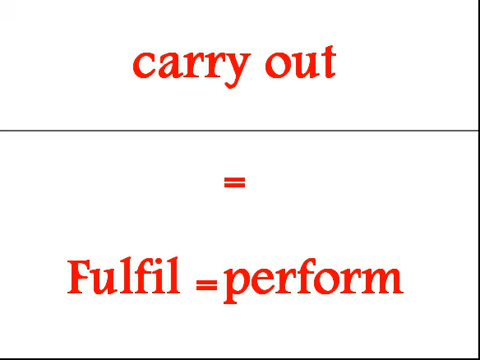 carry out
=
Fulfil =perform